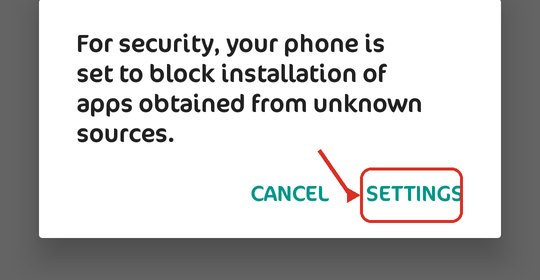 For security, your phone is
set to block installation of
apps obtained from unknown
sources.
CANCEL SETTINGS